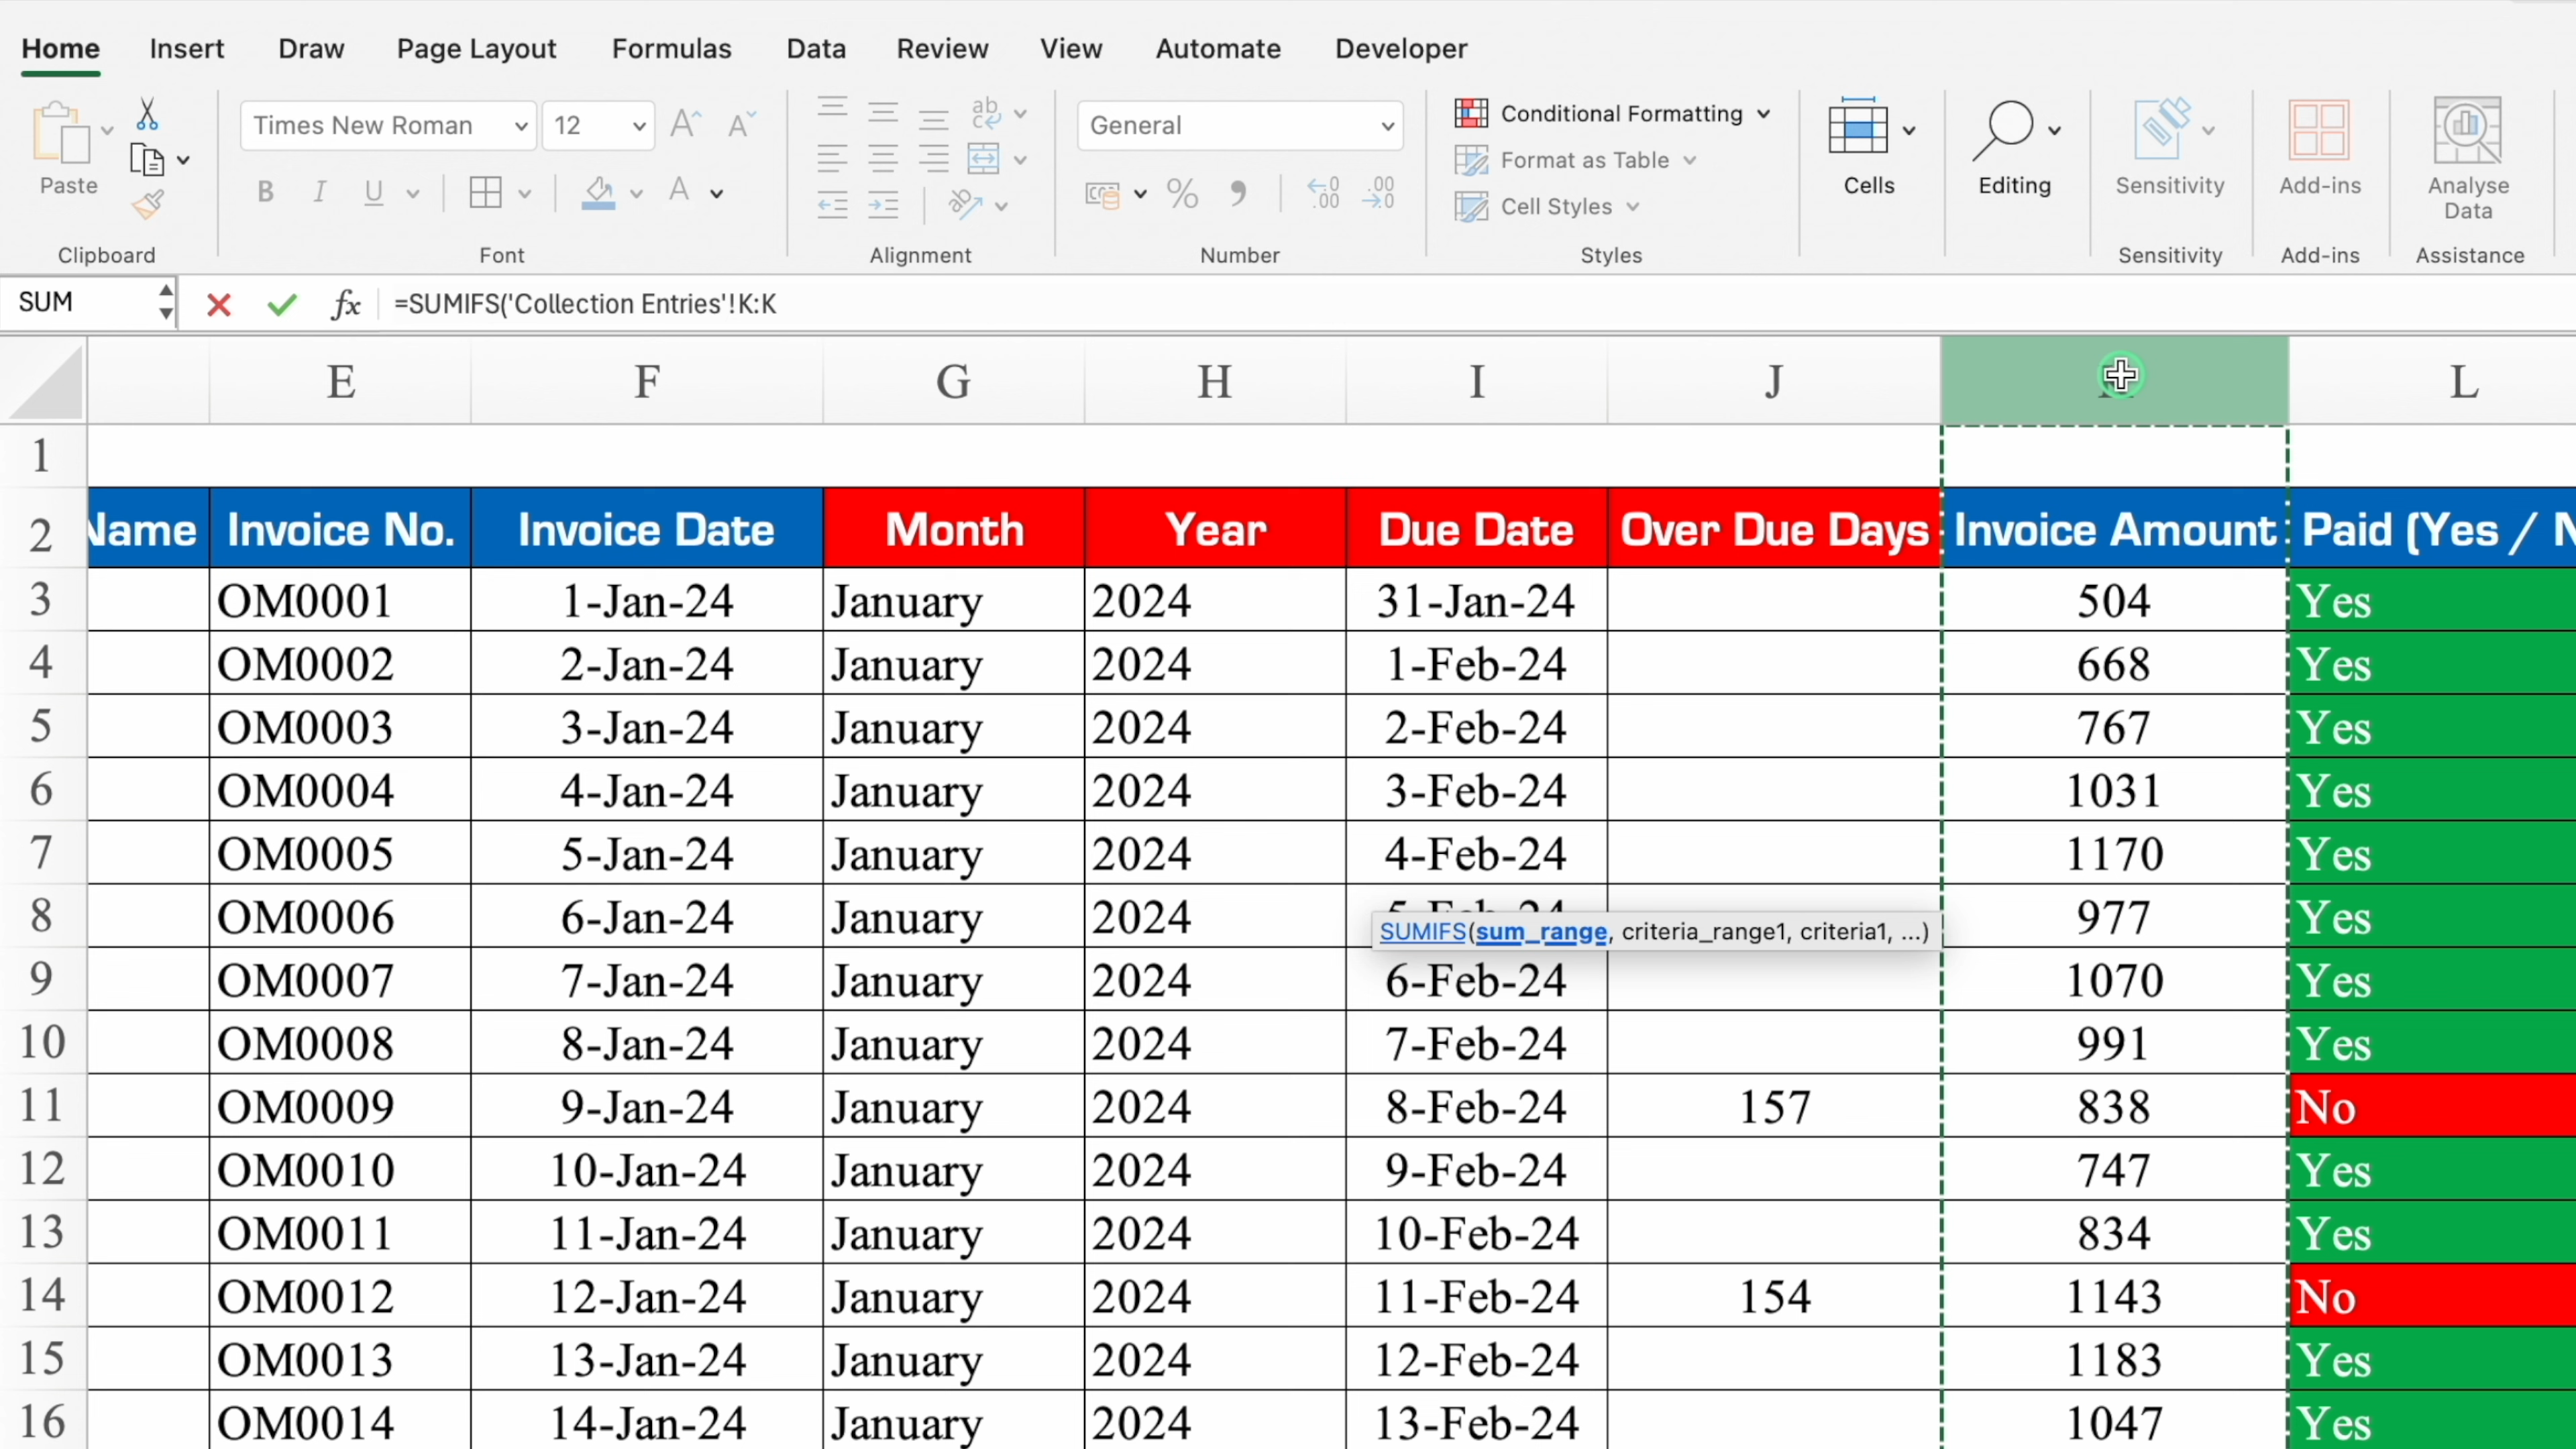 Home Insert Draw Page Layout Formulas Data Review View Automate Developer
Times New Roman 12 General Conditional Formatting
Format as Table
Paste Cells Editing Sensitivity Add-ins Analyse Data
Cell Styles
Clipboard Font Alignment Number Styles Sensitivity Add-ins Assistance
SUM fx =SUMIFS('Collection Entries'!K:K
E F G H I J L
1
2 Name Invoice No. Invoice Date Month Year Due Date Over Due Days Invoice Amount Paid (Yes / N
3 OM0001 1-Jan-24 January 2024 31-Jan-24 504 Yes
4 OM0002 2-Jan-24 January 2024 1-Feb-24 668 Yes
5 OM0003 3-Jan-24 January 2024 2-Feb-24 767 Yes
6 OM0004 4-Jan-24 January 2024 3-Feb-24 1031 Yes
7 OM0005 5-Jan-24 January 2024 4-Feb-24 1170 Yes
8 OM0006 6-Jan-24 January 2024 5-Feb-24 977 Yes
SUMIFS(sum_range, criteria_range1, criteria1, ...)
9 OM0007 7-Jan-24 January 2024 6-Feb-24 1070 Yes
10 OM0008 8-Jan-24 January 2024 7-Feb-24 991 Yes
11 OM0009 9-Jan-24 January 2024 8-Feb-24 157 838 No
12 OM0010 10-Jan-24 January 2024 9-Feb-24 747 Yes
13 OM0011 11-Jan-24 January 2024 10-Feb-24 834 Yes
14 OM0012 12-Jan-24 January 2024 11-Feb-24 154 1143 No
15 OM0013 13-Jan-24 January 2024 12-Feb-24 1183 Yes
16 OM0014 14-Jan-24 January 2024 13-Feb-24 1047 Yes